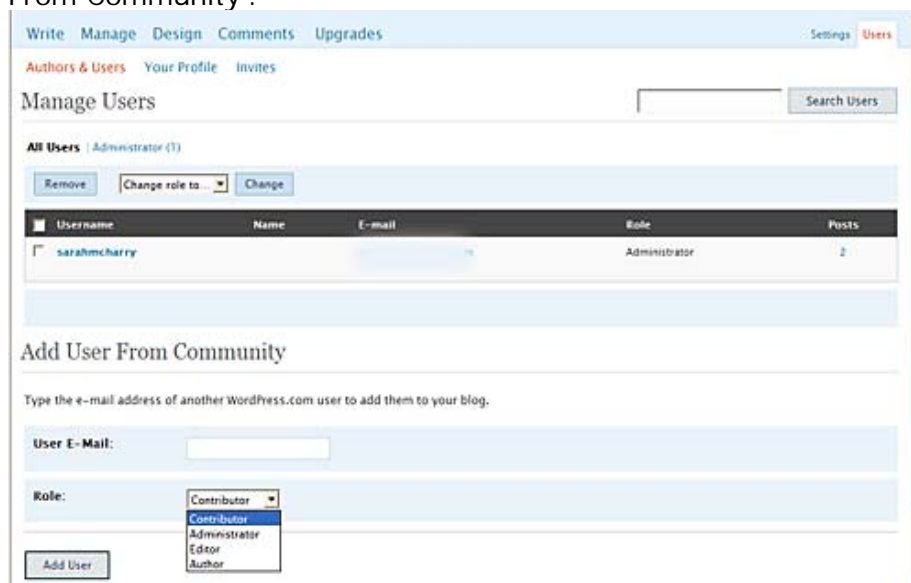 From Community .
Write Manage Design Comments Upgrades Settings Users
Authors & Users Your Profile Invites
Manage Users Search Users
All Users | Administrator (1)
Remove Change role to... Change
Username Name E-mail Role Posts
sarahmcharry Administrator 2
Add User From Community
Type the e-mail address of another WordPress.com user to add them to your blog.
User E-Mail:
Role: Contributor
Contributor
Administrator
Editor
Author
Add User